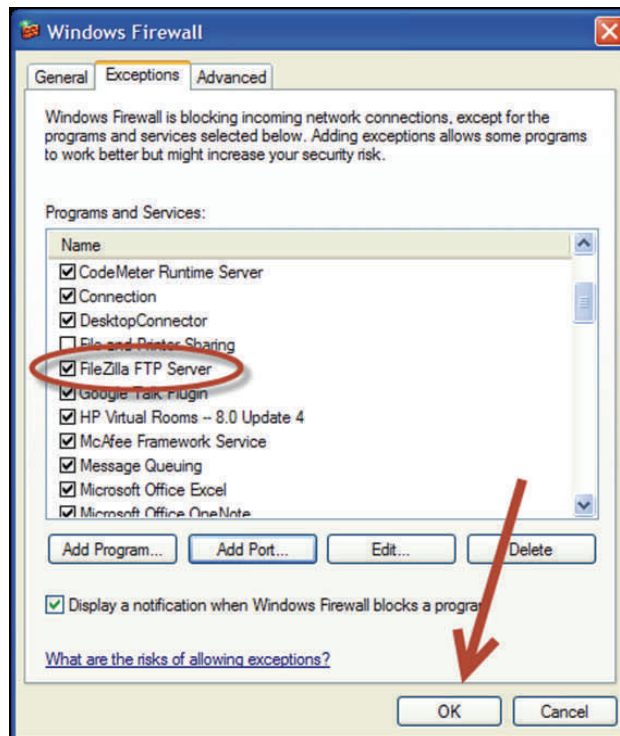 Windows Firewall
General Exceptions Advanced
Windows Firewall is blocking incoming network connections, except for the
programs and services selected below. Adding exceptions allows some programs
to work better but might increase your security risk.
Programs and Services:
Name
CodeMeter Runtime Server
Connection
DesktopConnector
File and Printer Sharing
FileZilla FTP Server
Google Talk Plugin
HP Virtual Rooms -- 8.0 Update 4
McAfee Framework Service
Message Queuing
Microsoft Office Excel
Microsoft Office OneNote
Add Program... Add Port... Edit... Delete
Display a notification when Windows Firewall blocks a program
What are the risks of allowing exceptions?
OK Cancel